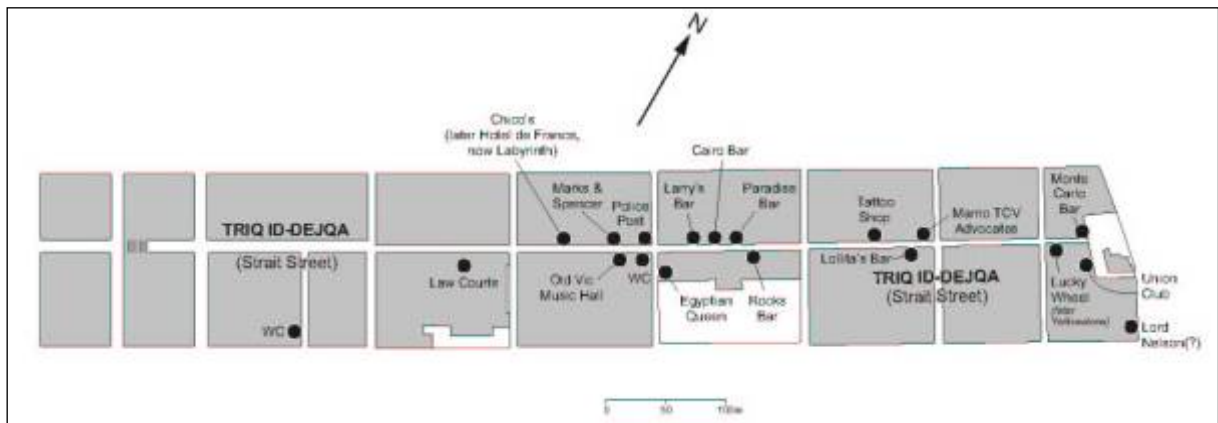 N
Chico's
(later Hotel de France,
now Labyrinth)
Marks &
Spencer
Police
Post
Larry's
Bar
Cairo Bar
Paradise
Bar
Tattoo
Shop
Mamo TCV
Advocates
Monte
Carlo
Bar
TRIQ ID-DEJQA
(Strait Street)
Law Courts
Old Vic
Music Hall
WC
Egyptian
Queen
Rocks
Bar
Lollita's Bar
TRIQ ID-DEJQA
(Strait Street)
Lucky
Wheel
(later
Yellowstone)
Union
Club
WC
Lord
Nelson(?)
0 50 100m